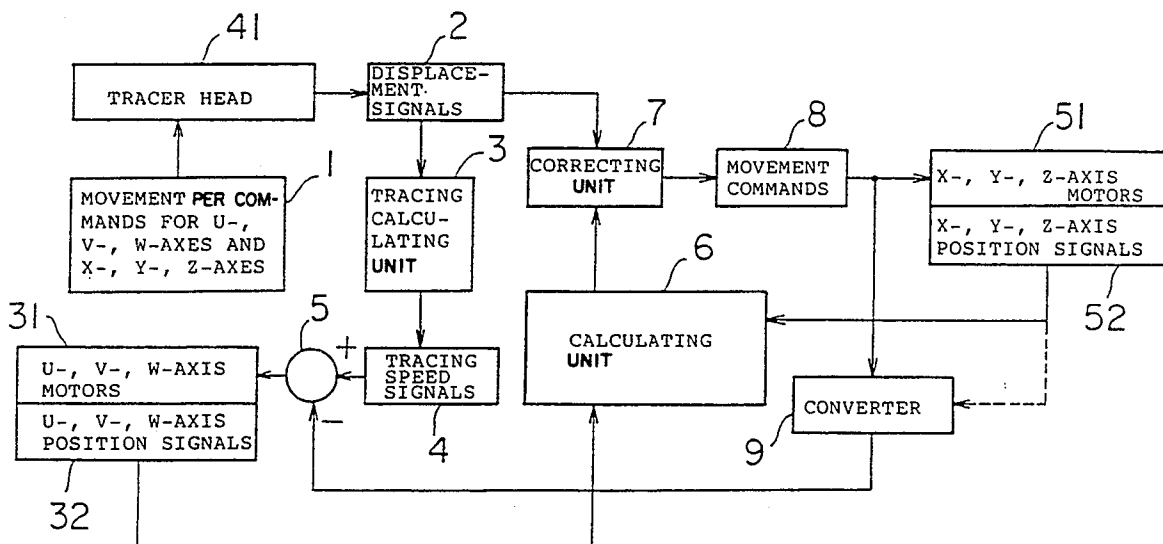 41
2
TRACER HEAD
DISPLACE-
MENT
SIGNALS
7
8
51
1
3
CORRECTING
UNIT
MOVEMENT
COMMANDS
X-, Y-, Z-AXIS
MOTORS
X-, Y-, Z-AXIS
POSITION SIGNALS
52
MOVEMENT PER COM-
MANDS FOR U-,
V-, W-AXES AND
X-, Y-, Z-AXES
TRACING
CALCU-
LATING
UNIT
6
CALCULATING
UNIT
31
5
+
−
U-, V-, W-AXIS
MOTORS
U-, V-, W-AXIS
POSITION SIGNALS
32
TRACING
SPEED
SIGNALS
4
CONVERTER
9